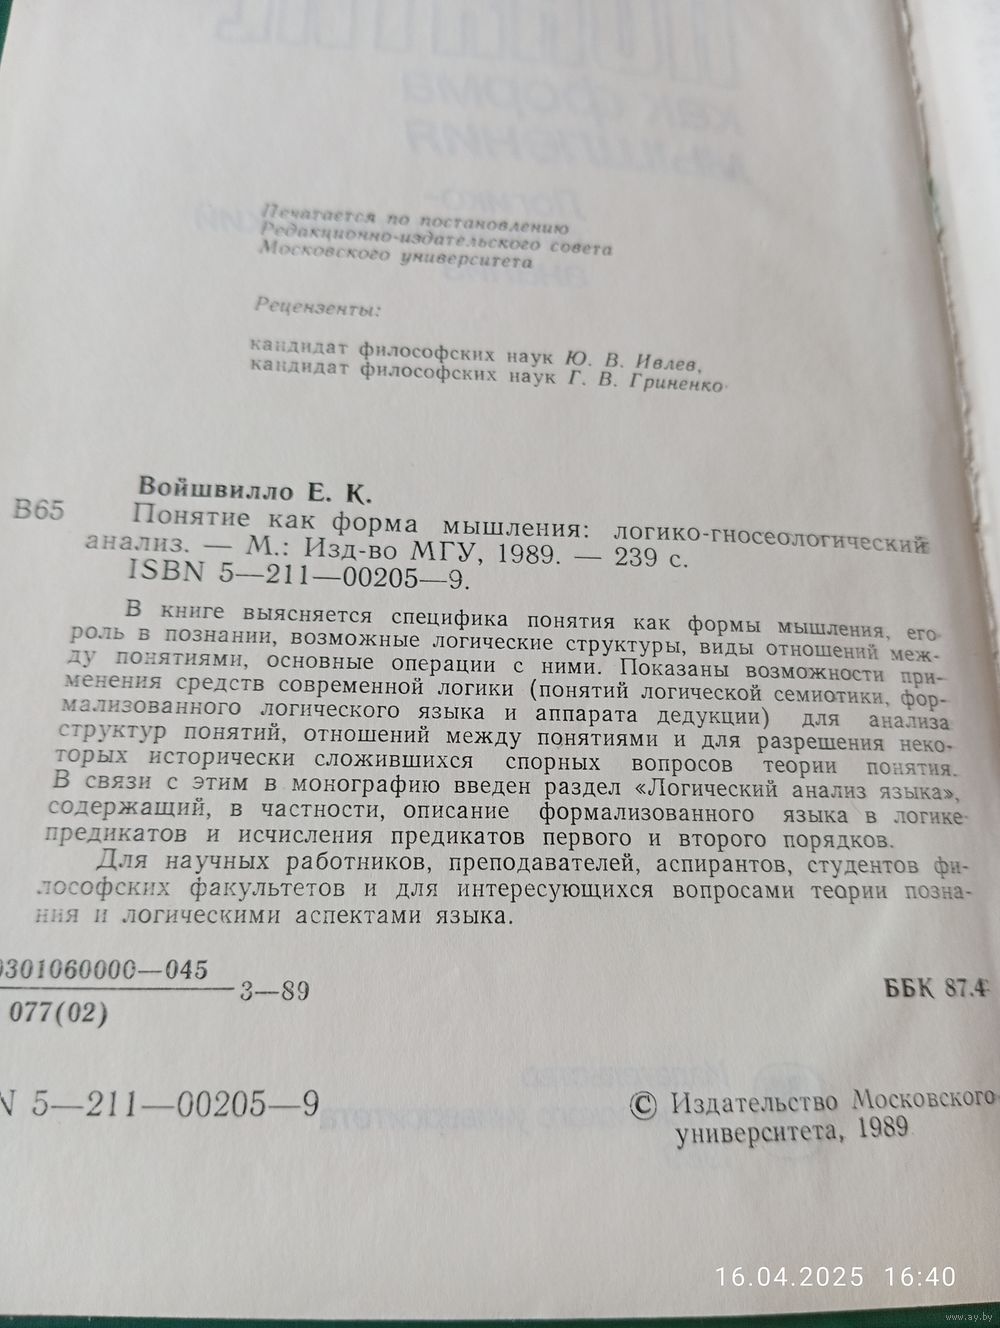 Печатается по постановлению
Редакционно-издательского совета
Московского университета
Рецензенты:
кандидат философских наук Ю. В. Ивлев,
кандидат философских наук Г. В. Гриненко
Войшвилло Е. К.
В65
Понятие как форма мышления: логико-гносеологический
анализ. — М.: Изд-во МГУ, 1989. — 239 с.
ISBN 5—211—00205—9.
В книге выясняется специфика понятия как формы мышления, его
роль в познании, возможные логические структуры, виды отношений меж-
ду понятиями, основные операции с ними. Показаны возможности при-
менения средств современной логики (понятий логической семиотики, фор-
мализованного логического языка и аппарата дедукции) для анализа
структур понятий, отношений между понятиями и для разрешения неко-
торых исторически сложившихся спорных вопросов теории понятия.
В связи с этим в монографию введен раздел «Логический анализ языка»,
содержащий, в частности, описание формализованного языка в логике
предикатов и исчисления предикатов первого и второго порядков.
Для научных работников, преподавателей, аспирантов, студентов фи-
лософских факультетов и для интересующихся вопросами теории позна-
ния и логическими аспектами языка.
0301060000—045
077(02)
3—89
ББК 87.4
N 5—211—00205—9
© Издательство Московского
университета, 1989
16.04.2025 16:40
www.ay.by